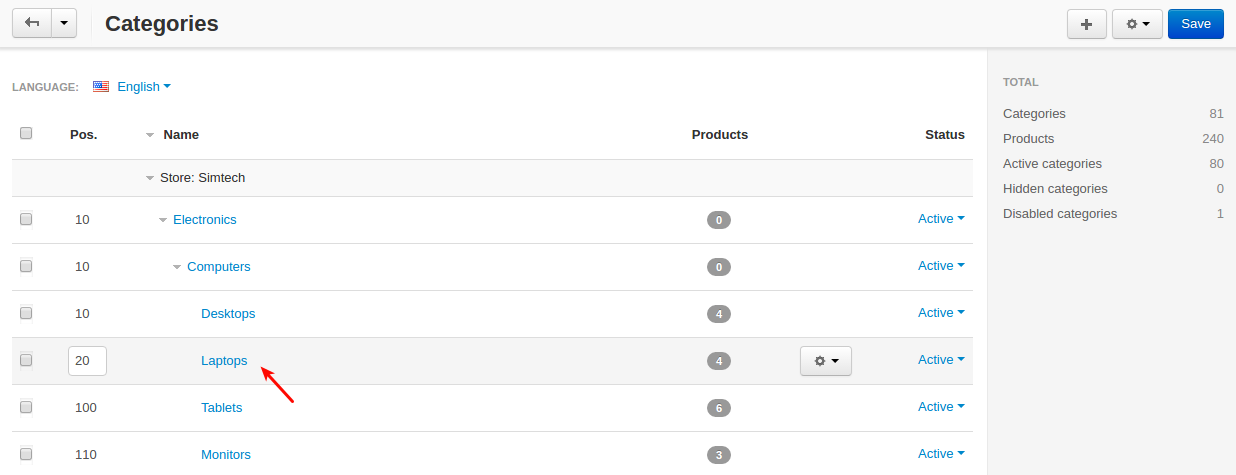 Categories
Save
LANGUAGE: English
Pos. Name Products Status
Store: Simtech
10 Electronics 0 Active
10 Computers 0 Active
10 Desktops 4 Active
20 Laptops 4 Active
100 Tablets 6 Active
110 Monitors 3 Active
TOTAL
Categories 81
Products 240
Active categories 80
Hidden categories 0
Disabled categories 1